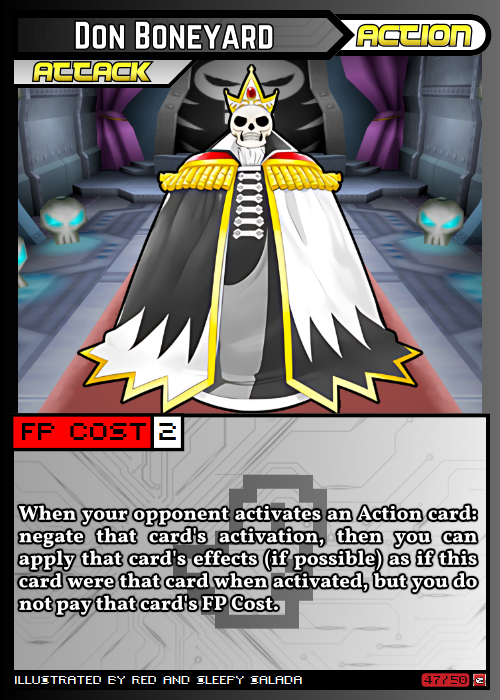 DON BONEYARD
ACTION
ATTACK
FP COST 2
When your opponent activates an Action card:
negate that card's activation, then you can
apply that card's effects (if possible) as if this
card were that card when activated, but you do
not pay that card's FP Cost.
ILLUSTRATED BY RED AND SLEEPY SALADA
47/50